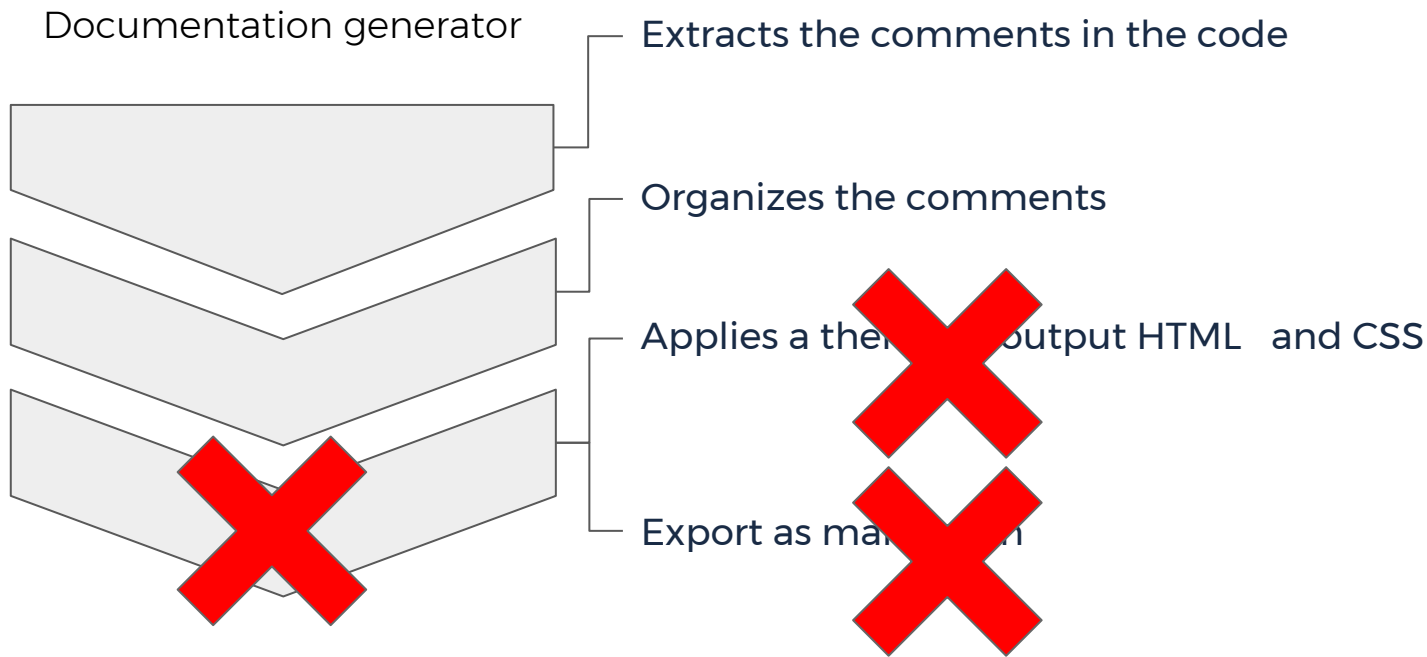 Documentation generator
Extracts the comments in the code
Organizes the comments
Applies a output HTML and CSS
Export as